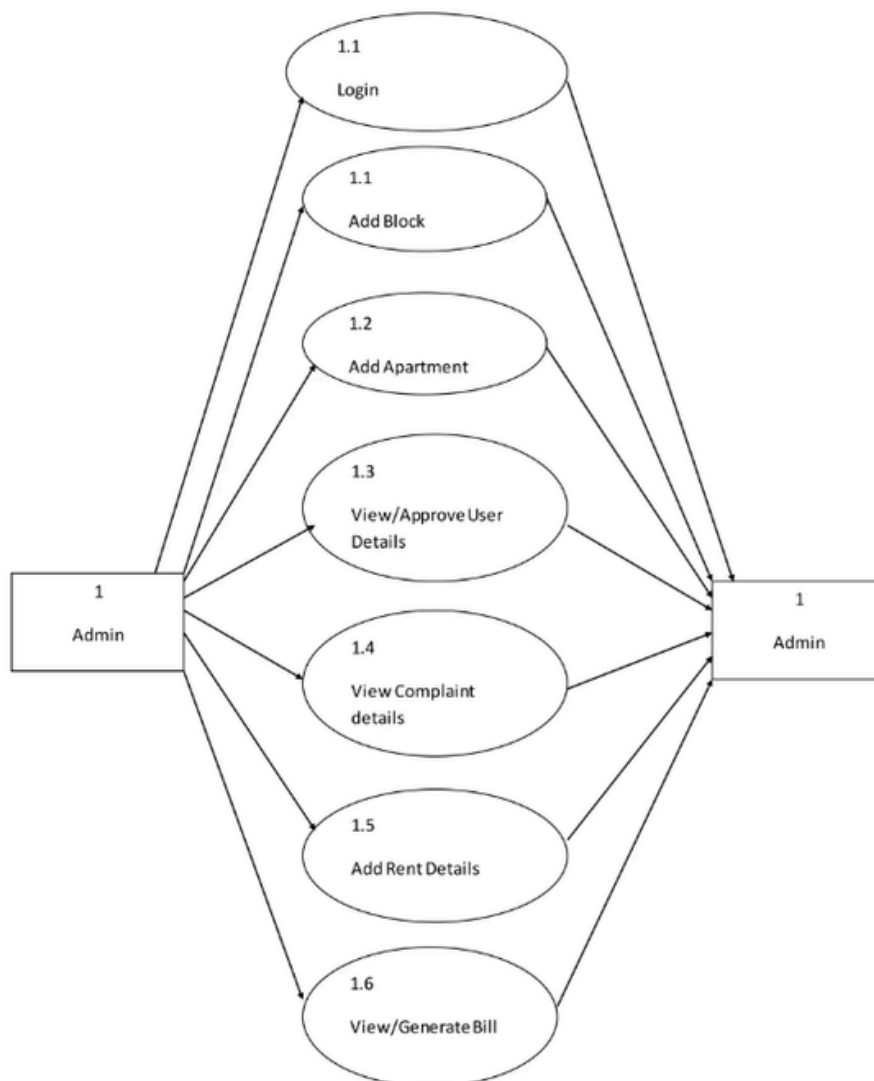 1.1
Login
1.1
Add Block
1.2
Add Apartment
1.3
View/Approve User
Details
1
Admin
1
Admin
1.4
View Complaint
details
1.5
Add Rent Details
1.6
View/Generate Bill